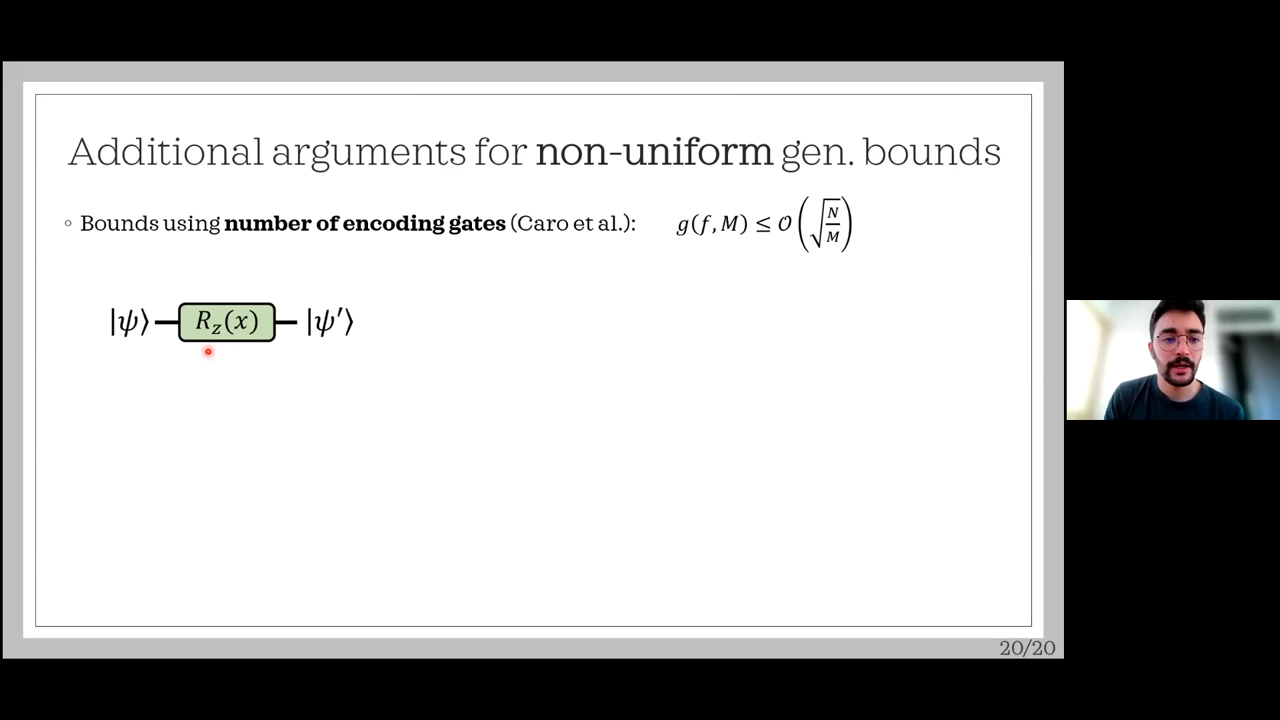 Additional arguments for non-uniform gen. bounds
◦ Bounds using number of encoding gates (Caro et al.): g(f, M) ≤ 𝒪(√(N/M))
|ψ⟩ R_z(x) |ψ′⟩
20/20